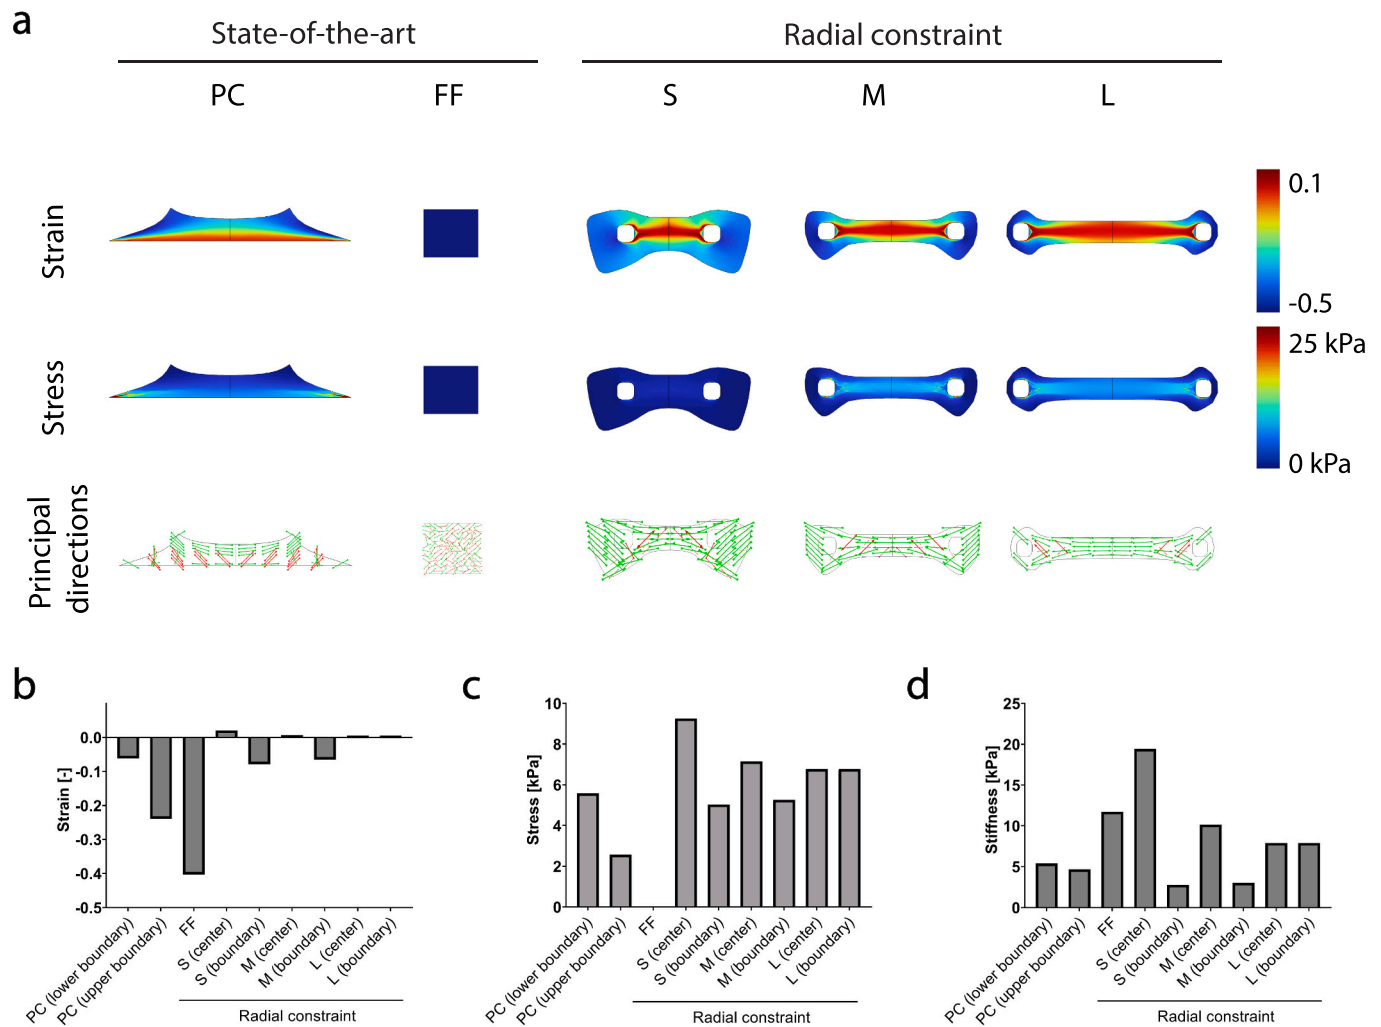 a
State-of-the-art
Radial constraint
PC
FF
S
M
L
Strain
0.1
-0.5
Stress
25 kPa
0 kPa
Principal
directions
b
Strain [-]
0.0
-0.1
-0.2
-0.3
-0.4
-0.5
PC (lower boundary)
PC (upper boundary)
FF
S (center)
S (boundary)
M (center)
M (boundary)
L (center)
L (boundary)
Radial constraint
c
Stress [kPa]
10
8
6
4
2
0
PC (lower boundary)
PC (upper boundary)
FF
S (center)
S (boundary)
M (center)
M (boundary)
L (center)
L (boundary)
Radial constraint
d
Stiffness [kPa]
25
20
15
10
5
0
PC (lower boundary)
PC (upper boundary)
FF
S (center)
S (boundary)
M (center)
M (boundary)
L (center)
L (boundary)
Radial constraint